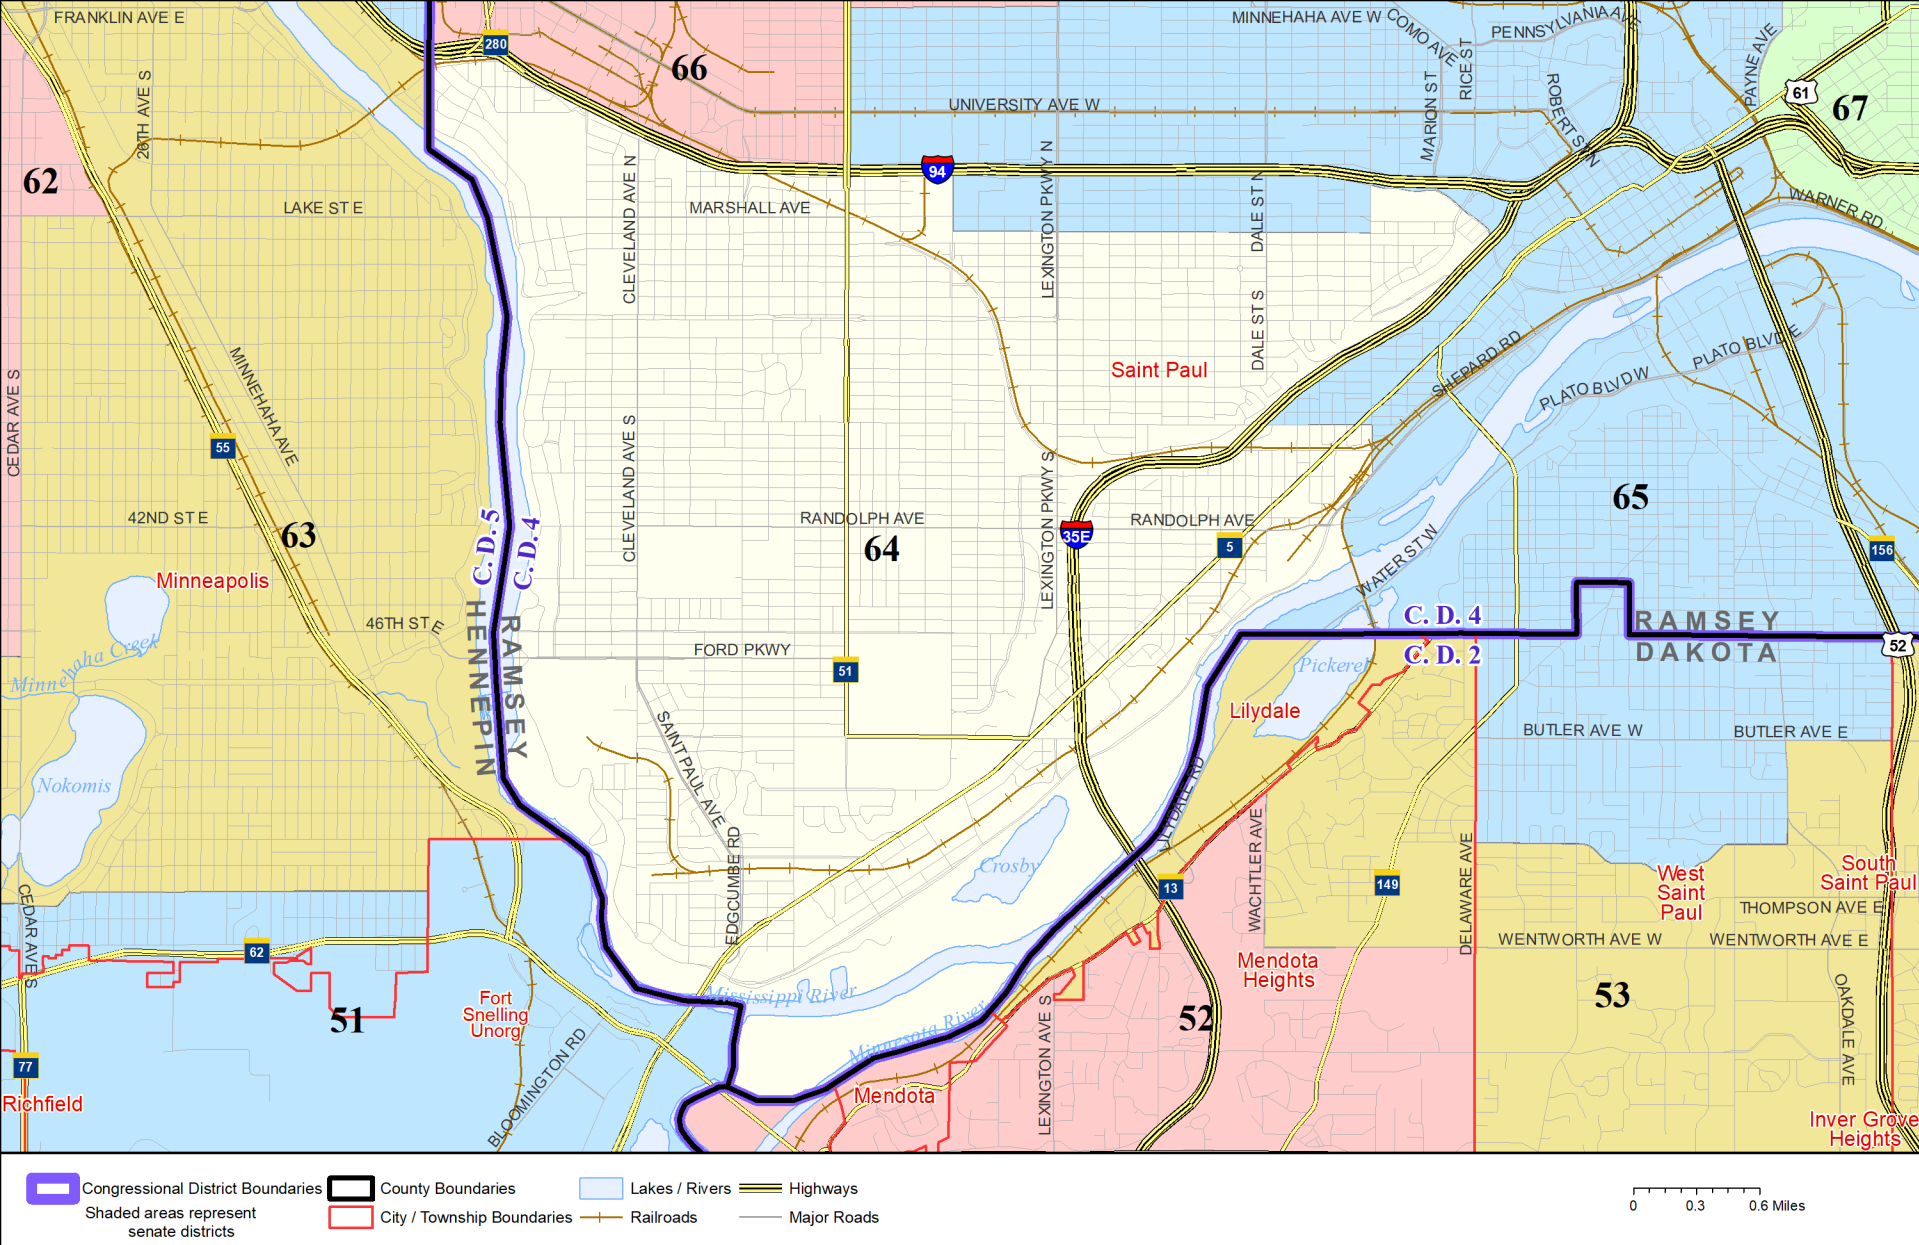 FRANKLIN AVE E
280
66
MINNEHAHA AVE W
COMO AVE
PENNSYLVANIA AVE
RICE ST
MARION ST
ROBERT ST N
PAYNE AVE
61
67
26TH AVE S
UNIVERSITY AVE W
62
94
LAKE ST E
MARSHALL AVE
CLEVELAND AVE N
LEXINGTON PKWY N
DALE ST N
WARNER RD
DALE ST S
CEDAR AVE S
MINNEHAHA AVE
Saint Paul
SHEPARD RD
PLATO BLVD W
PLATO BLVD E
55
CLEVELAND AVE S
LEXINGTON PKWY S
42ND ST E
63
C. D. 5
C. D. 4
RANDOLPH AVE
64
35E
RANDOLPH AVE
5
65
156
WATER ST W
Minneapolis
46TH ST E
HENNEPIN
RAMSEY
FORD PKWY
51
C. D. 4
C. D. 2
RAMSEY
DAKOTA
52
Minnehaha Creek
Pickerel
Lilydale
SAINT PAUL AVE
BUTLER AVE W
BUTLER AVE E
Nokomis
LILYDALE RD
EDGCUMBE RD
Crosby
13
WACHTLER AVE
149
DELAWARE AVE
West
Saint
Paul
South
Saint Paul
THOMPSON AVE E
CEDAR AVE S
62
WENTWORTH AVE W
WENTWORTH AVE E
Mendota
Heights
Mississippi River
Fort
Snelling
Unorg
51
Minnesota River
LEXINGTON AVE S
52
53
OAKDALE AVE
77
BLOOMINGTON RD
Richfield
Mendota
Inver Grove
Heights
Congressional District Boundaries
County Boundaries
Lakes / Rivers
Highways
Shaded areas represent
senate districts
City / Township Boundaries
Railroads
Major Roads
0 0.3 0.6 Miles